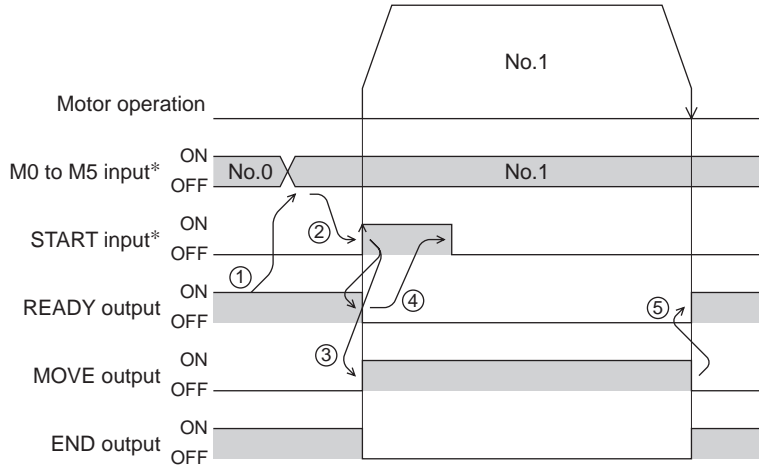 No.1
Motor operation
M0 to M5 input*
ON
OFF
No.0
No.1
START input*
ON
OFF
②
①
④
READY output
ON
OFF
⑤
③
MOVE output
ON
OFF
END output
ON
OFF